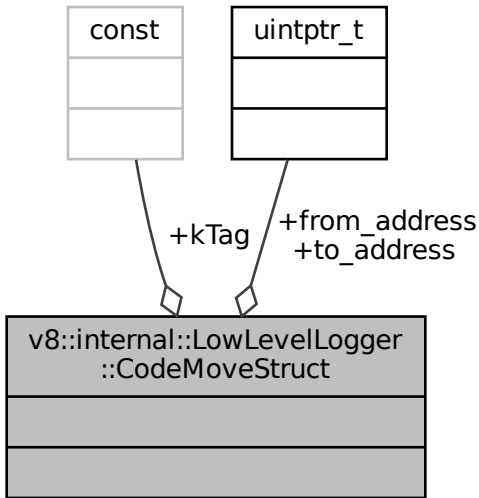 const
uintptr_t
+kTag
+from_address
+to_address
v8::internal::LowLevelLogger
::CodeMoveStruct